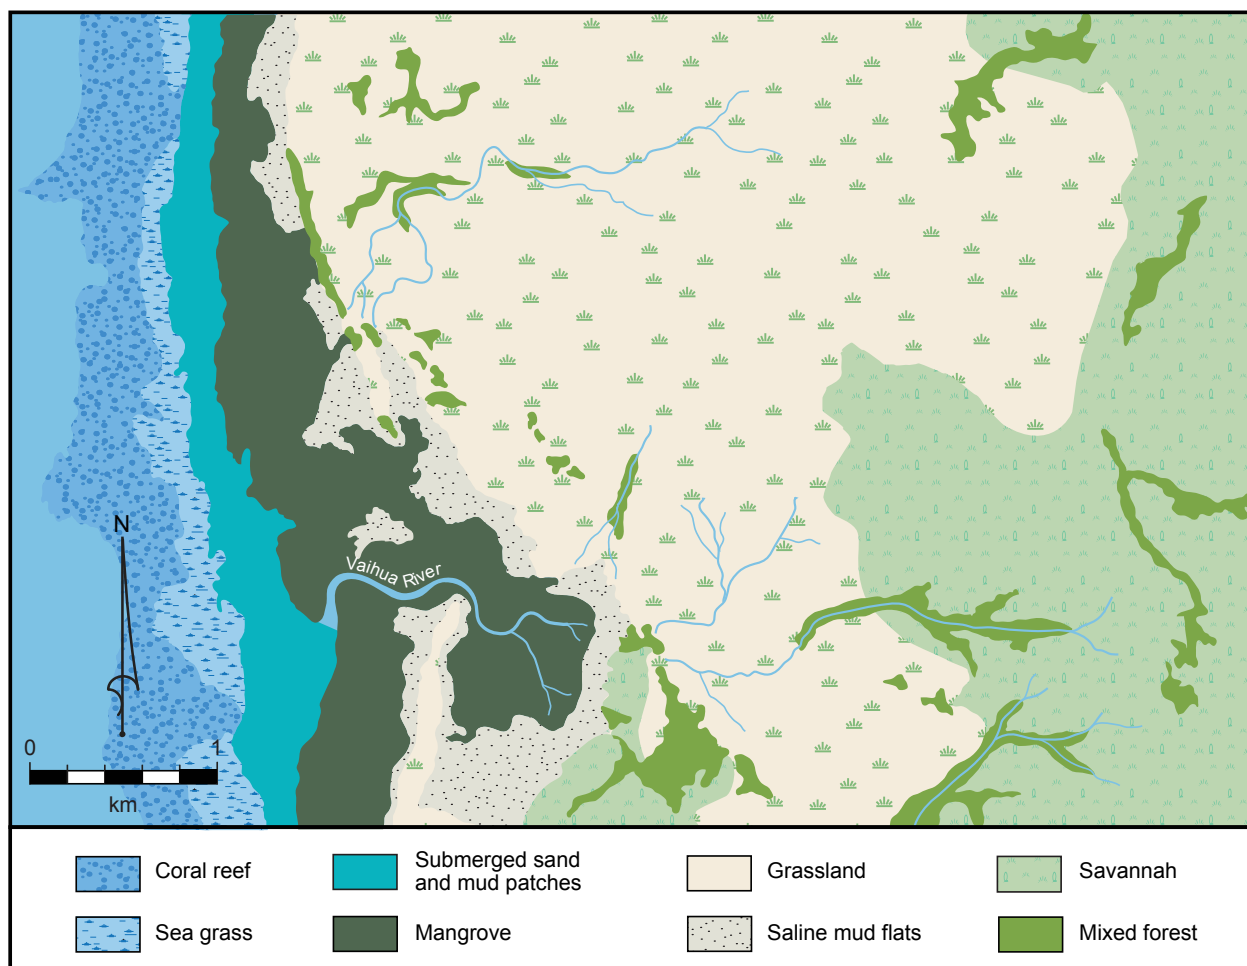 N
Vaihua River
0 1
km
Coral reef
Submerged sand
and mud patches
Grassland
Savannah
Sea grass
Mangrove
Saline mud flats
Mixed forest